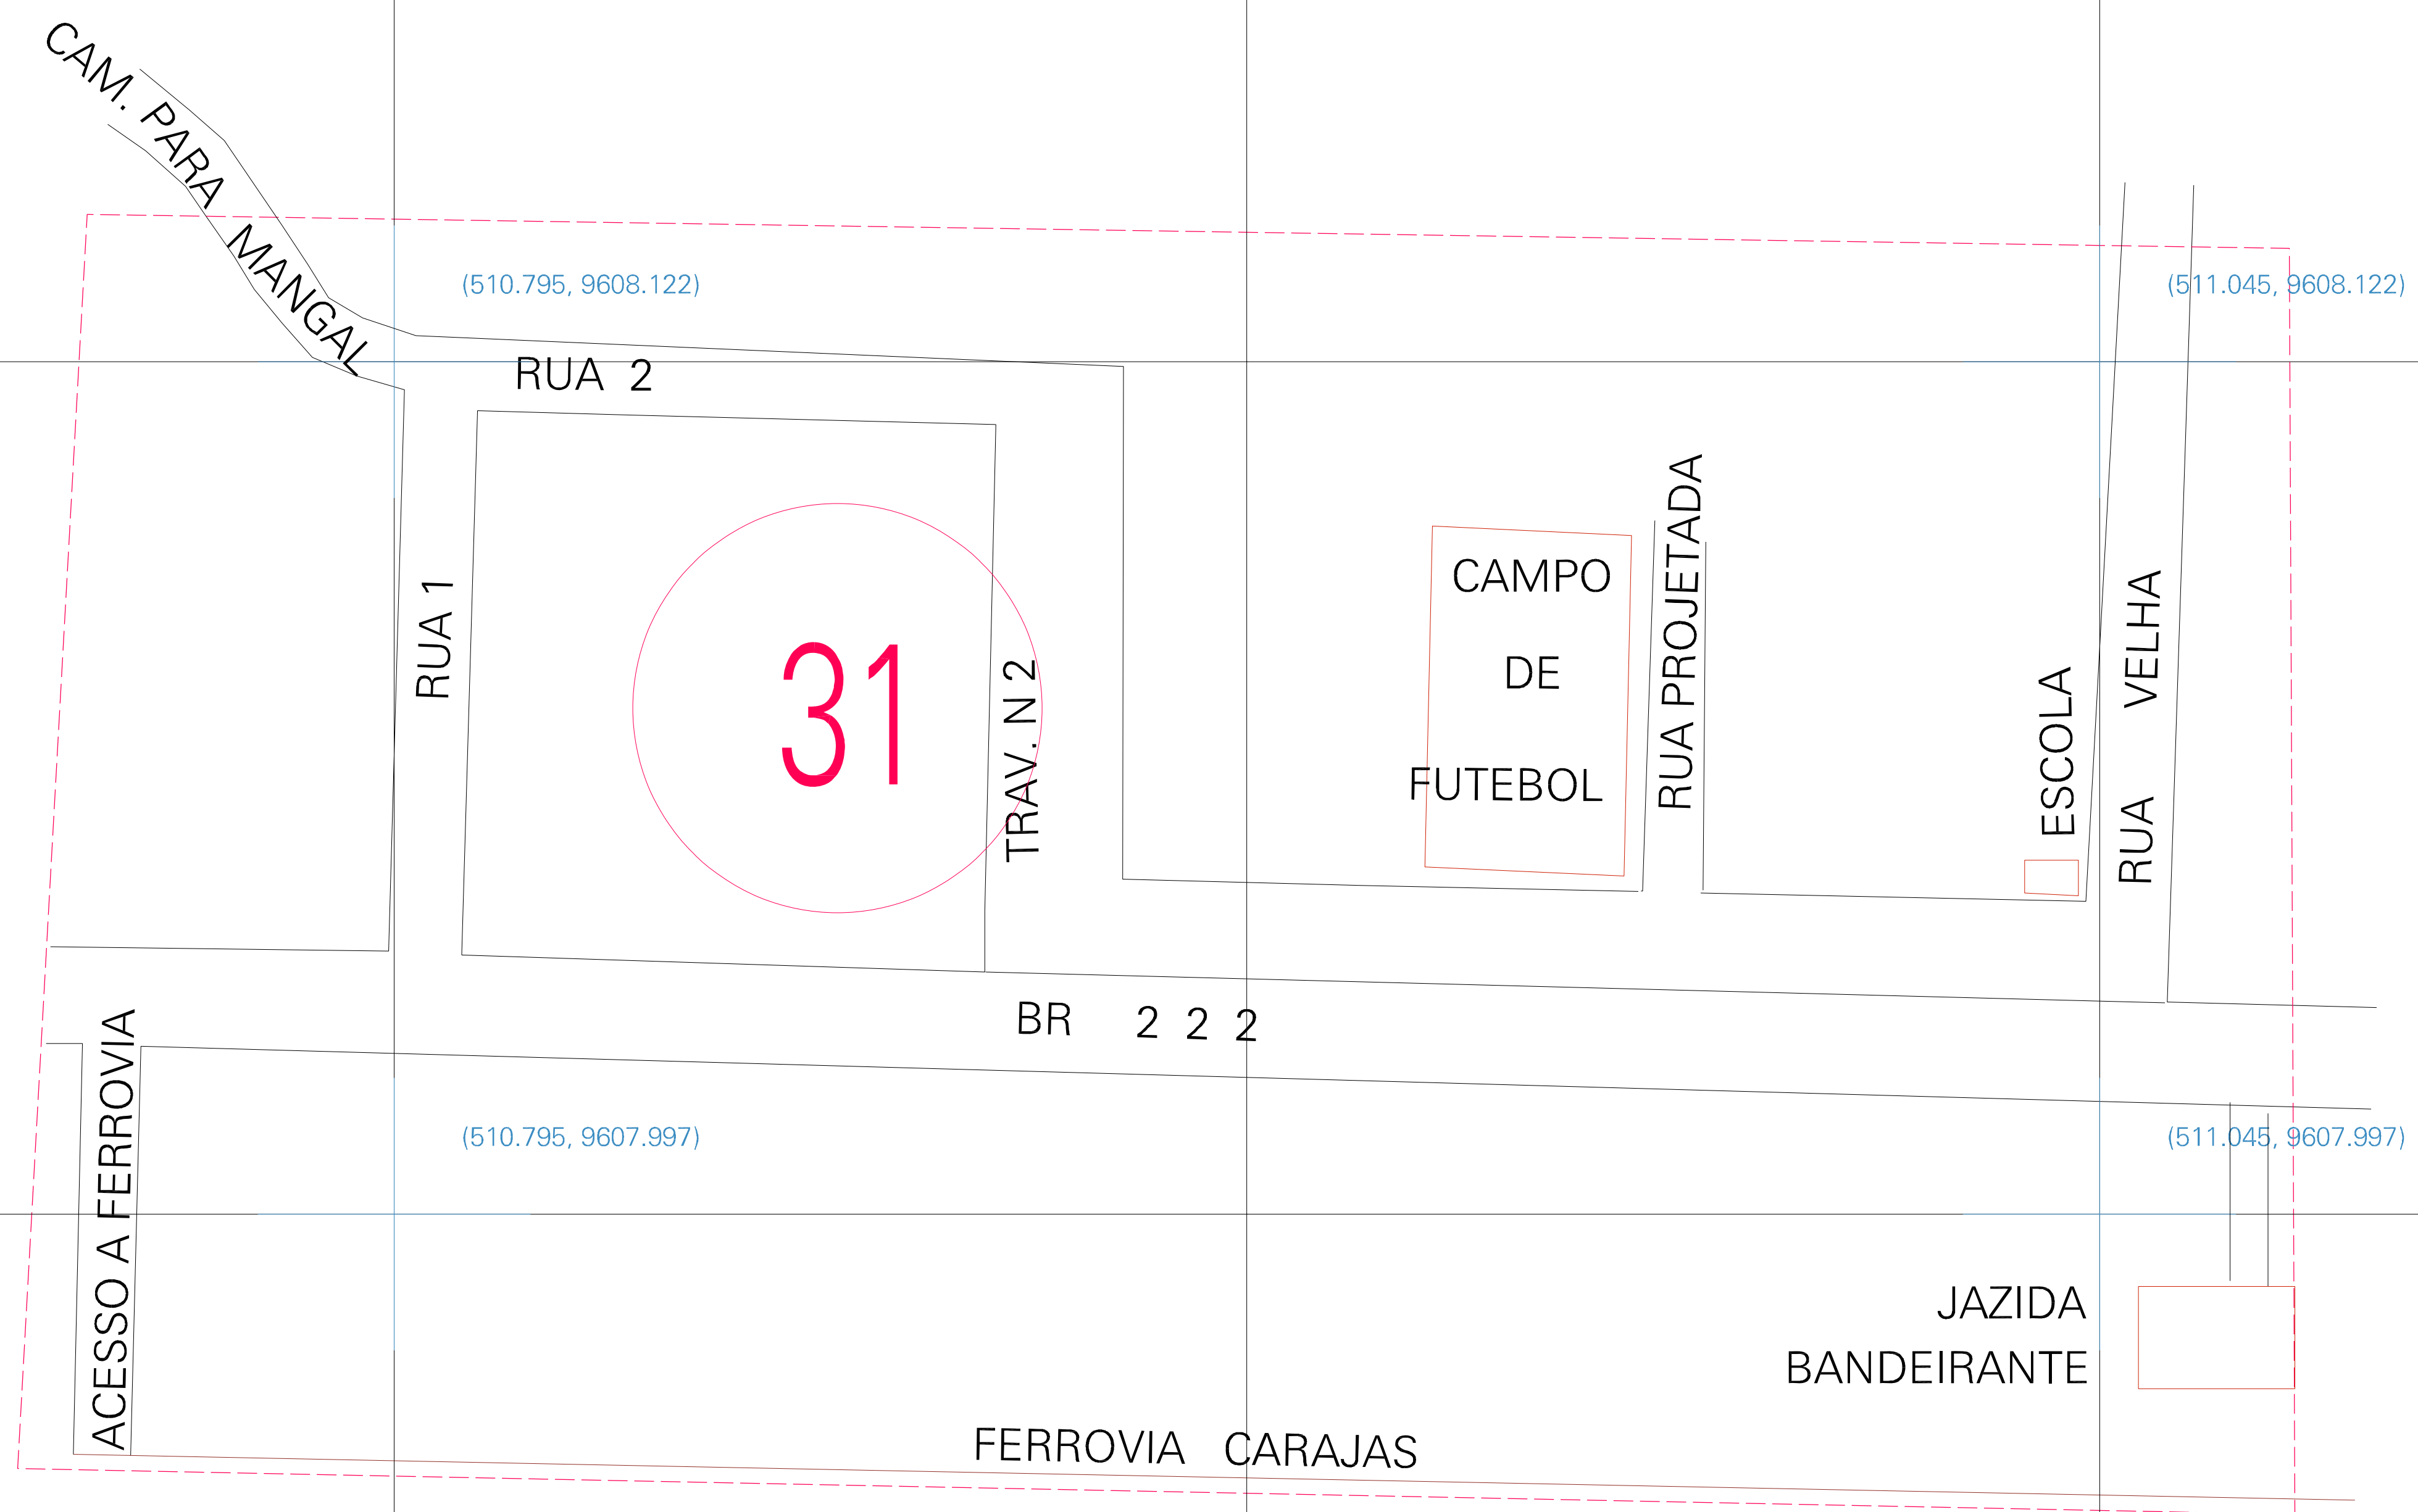 CAM. PARA MANGAL
(510.795, 9608.122)
(511.045, 9608.122)
RUA 2
RUA 1
31
TRAV. N 2
CAMPO
DE
FUTEBOL
RUA PROJETADA
ESCOLA
RUA VELHA
BR 2 2 2
ACESSO A FERROVIA
(510.795, 9607.997)
(511.045, 9607.997)
JAZIDA
BANDEIRANTE
FERROVIA CARAJAS